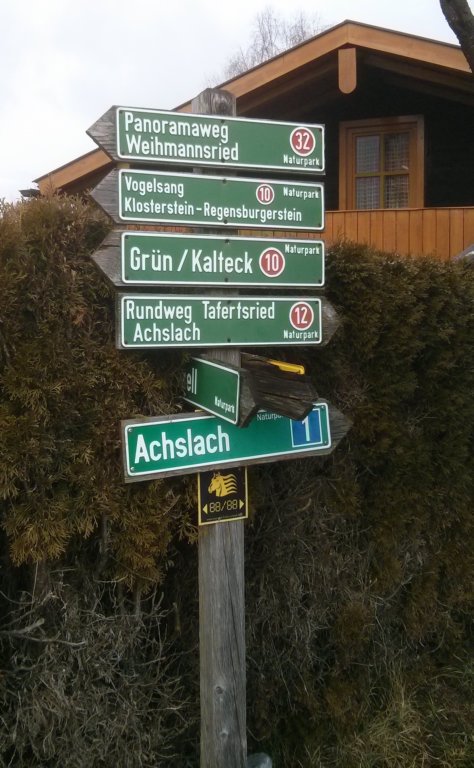 Panoramaweg 32
Weihmannsried Naturpark
Vogelsang 10 Naturpark
Klosterstein-Regensburgerstein
Naturpark
Grün/Kalteck 10
Rundweg Tafertsried 12
Achslach Naturpark
Naturpark
Naturpark
Achslach 1
88/88